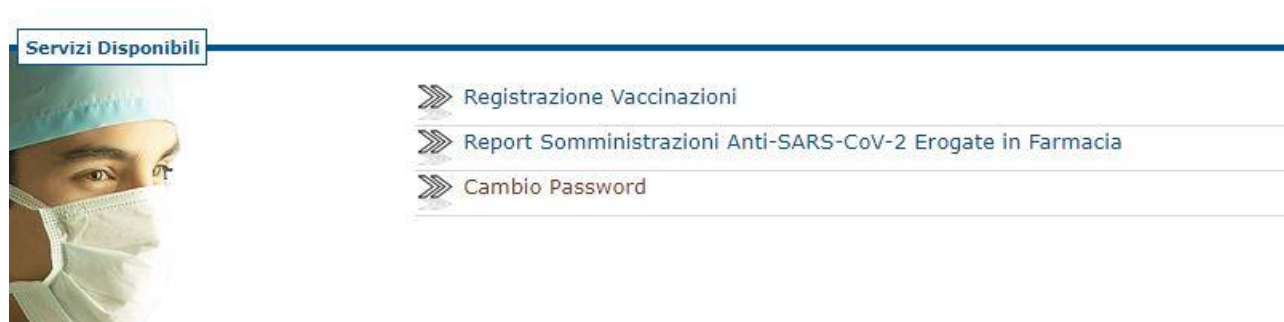 Servizi Disponibili
Registrazione Vaccinazioni
Report Somministrazioni Anti-SARS-CoV-2 Erogate in Farmacia
Cambio Password